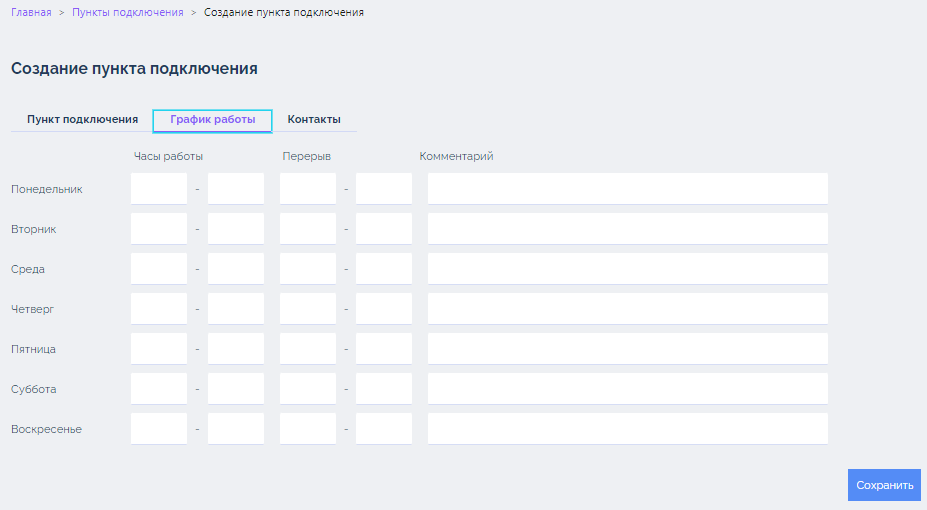 Главная > Пункты подключения > Создание пункта подключения
Создание пункта подключения
Пункт подключения График работы Контакты
Часы работы Перерыв Комментарий
Понедельник - -
Вторник - -
Среда - -
Четверг - -
Пятница - -
Суббота - -
Воскресенье - -
Сохранить